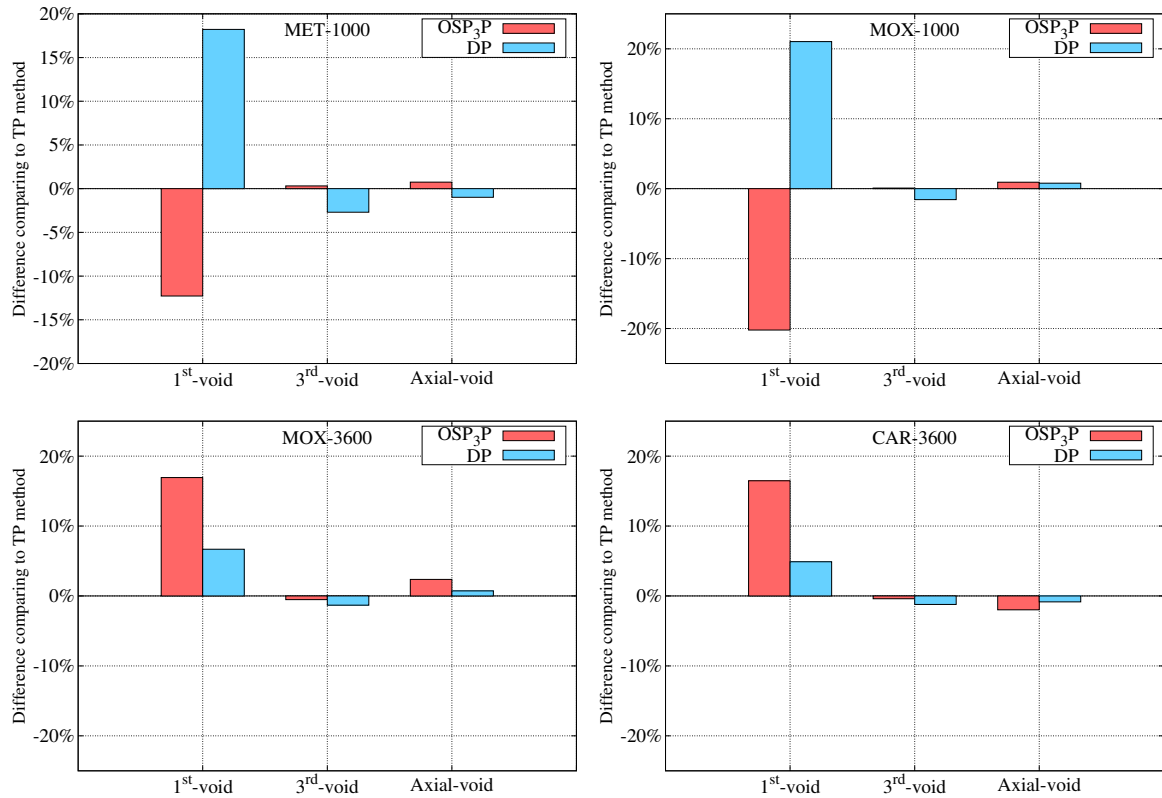 MET-1000
OSP₃P
DP
Difference comparing to TP method
20%
15%
10%
5%
0%
-5%
-10%
-15%
-20%
1st-void
3rd-void
Axial-void
MOX-1000
OSP₃P
DP
Difference comparing to TP method
20%
10%
0%
-10%
-20%
1st-void
3rd-void
Axial-void
MOX-3600
OSP₃P
DP
Difference comparing to TP method
20%
10%
0%
-10%
-20%
1st-void
3rd-void
Axial-void
CAR-3600
OSP₃P
DP
Difference comparing to TP method
20%
10%
0%
-10%
-20%
1st-void
3rd-void
Axial-void